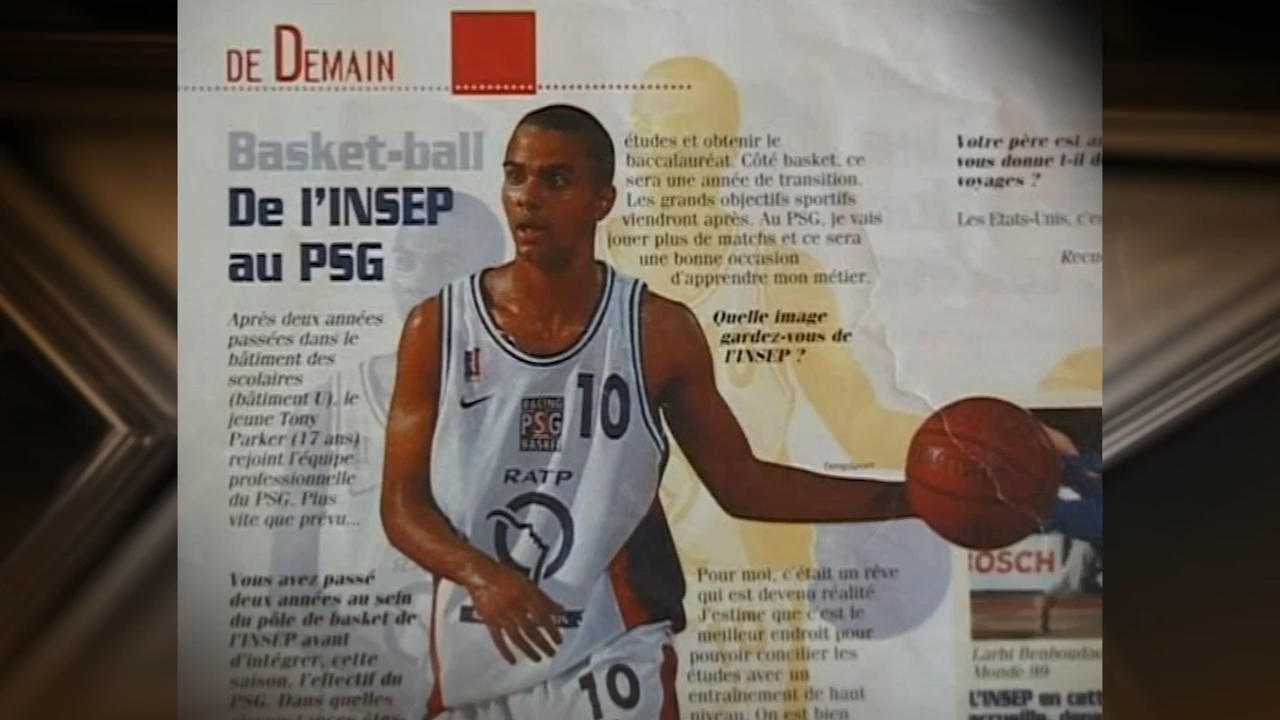 DE DEMAIN
Basket-ball
De l'INSEP
au PSG
Après deux années
passées dans le
bâtiment des
scolaires
(bâtiment U), le
jeune Tony
Parker (17 ans)
rejoint l'équipe
professionnelle
du PSG. Plus
vite que prévu...
Vous avez passé
deux années au sein
du pôle de basket de
l'INSEP avant
d'intégrer, cette
saison, l'effectif du
PSG. Dans quelles
études et obtenir le
baccalauréat. Côté basket, ce
sera une année de transition.
Les grands objectifs sportifs
viendront après. Au PSG, je vais
jouer plus de matchs et ce sera
une bonne occasion
d'apprendre mon métier.
Quelle image
gardez-vous de
l'INSEP ?
Pour moi, c'était un rêve
qui est devenu réalité.
J'estime que c'est le
meilleur endroit pour
pouvoir concilier les
études avec un
entraînement de haut
niveau. On est bien
Votre père est
vous donne t-il
voyages ?
Les Etats-Unis, c'es
10
RACING
PSG
BASKET
RATP
10
BOSCH
Larbi Benboudao
Monde 99
L'INSEP en cett